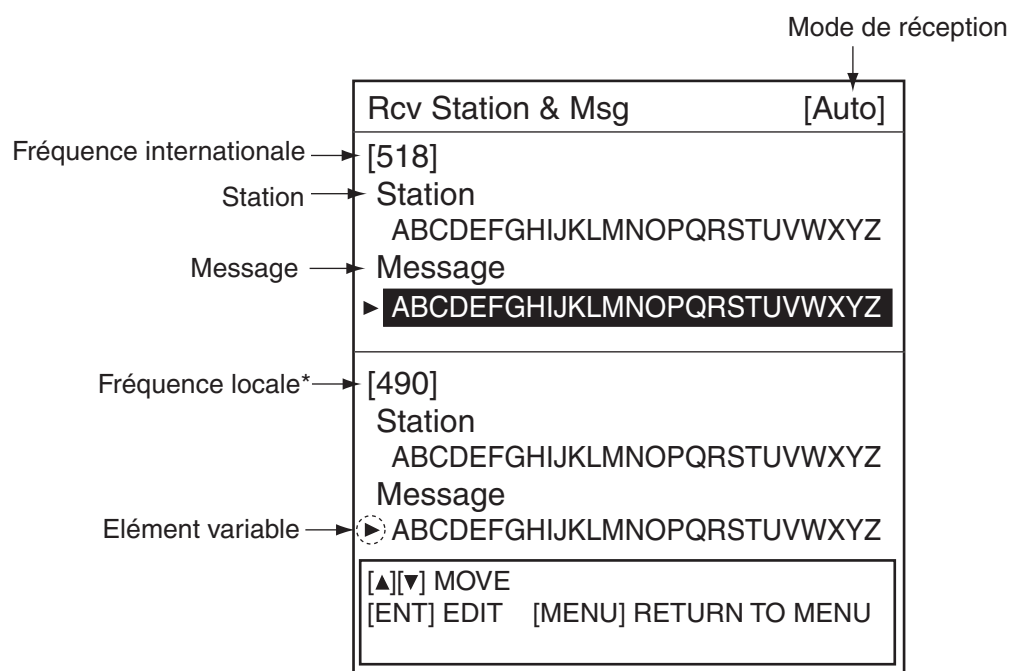 Mode de réception
Rcv Station & Msg [Auto]
Fréquence internationale [518]
Station Station
ABCDEFGHIJKLMNOPQRSTUVWXYZ
Message Message
► ABCDEFGHIJKLMNOPQRSTUVWXYZ
Fréquence locale* [490]
Station
ABCDEFGHIJKLMNOPQRSTUVWXYZ
Message
Elément variable ► ABCDEFGHIJKLMNOPQRSTUVWXYZ
[▲][▼] MOVE
[ENT] EDIT [MENU] RETURN TO MENU